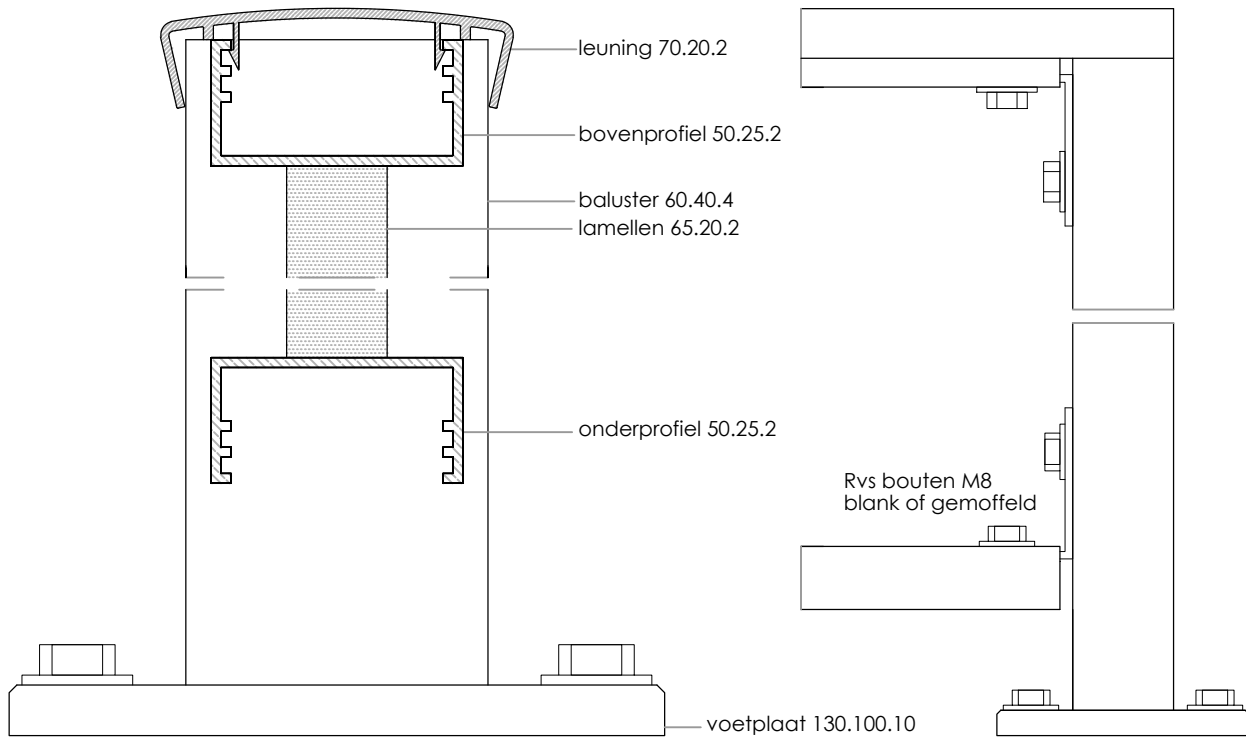 leuning 70.20.2
bovenprofiel 50.25.2
baluster 60.40.4
lamellen 65.20.2
onderprofiel 50.25.2
Rvs bouten M8
blank of gemoffeld
voetplaat 130.100.10